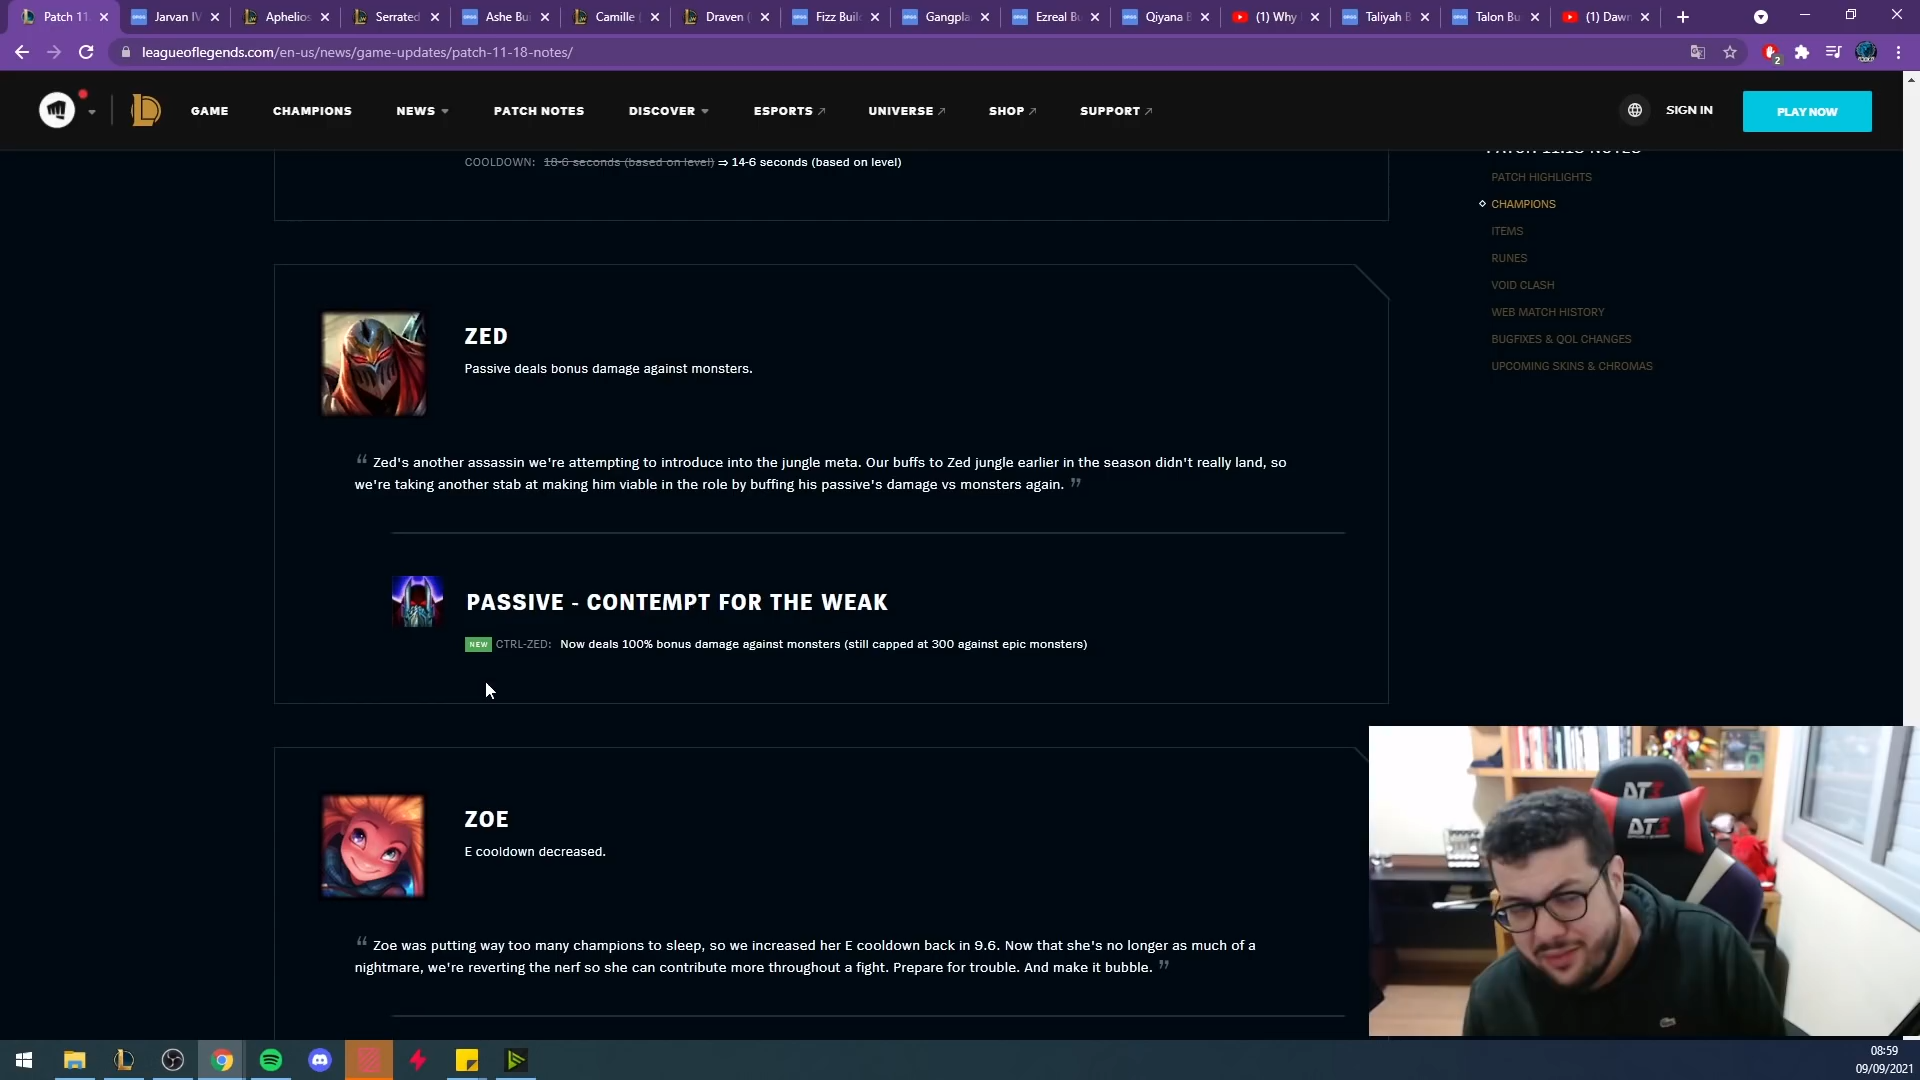 Patch 11.
Jarvan IV
Aphelios
Serrated
Ashe Bui
Camille (
Draven (
Fizz Buil
Gangpla
Ezreal Bu
Qiyana B
(1) Why
Taliyah B
Talon Bu
(1) Dawn
leagueoflegends.com/en-us/news/game-updates/patch-11-18-notes/
2
GAME
CHAMPIONS
NEWS
PATCH NOTES
DISCOVER
ESPORTS
UNIVERSE
SHOP
SUPPORT
SIGN IN
PLAY NOW
COOLDOWN: 18-6 seconds (based on level) ⇒ 14-6 seconds (based on level)
PATCH 11.18 NOTES
PATCH HIGHLIGHTS
CHAMPIONS
ITEMS
RUNES
VOID CLASH
WEB MATCH HISTORY
BUGFIXES & QOL CHANGES
UPCOMING SKINS & CHROMAS
ZED
Passive deals bonus damage against monsters.
“ Zed's another assassin we're attempting to introduce into the jungle meta. Our buffs to Zed jungle earlier in the season didn't really land, so
we're taking another stab at making him viable in the role by buffing his passive's damage vs monsters again. ”
PASSIVE - CONTEMPT FOR THE WEAK
NEW CTRL-ZED: Now deals 100% bonus damage against monsters (still capped at 300 against epic monsters)
ZOE
E cooldown decreased.
“ Zoe was putting way too many champions to sleep, so we increased her E cooldown back in 9.6. Now that she's no longer as much of a
nightmare, we're reverting the nerf so she can contribute more throughout a fight. Prepare for trouble. And make it bubble. ”
DT3
DT3
08:59
09/09/2021